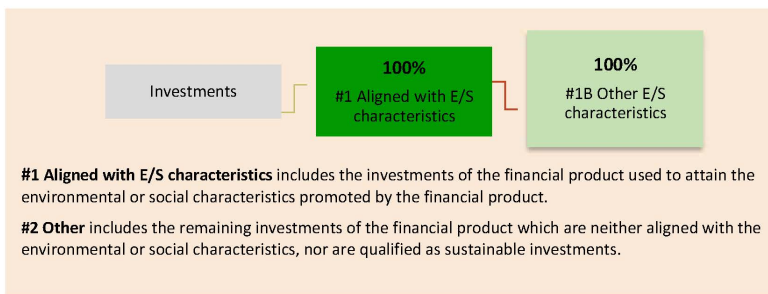 Investments
100%
#1 Aligned with E/S
characteristics
100%
#1B Other E/S
characteristics
#1 Aligned with E/S characteristics includes the investments of the financial product used to attain the
environmental or social characteristics promoted by the financial product.
#2 Other includes the remaining investments of the financial product which are neither aligned with the
environmental or social characteristics, nor are qualified as sustainable investments.